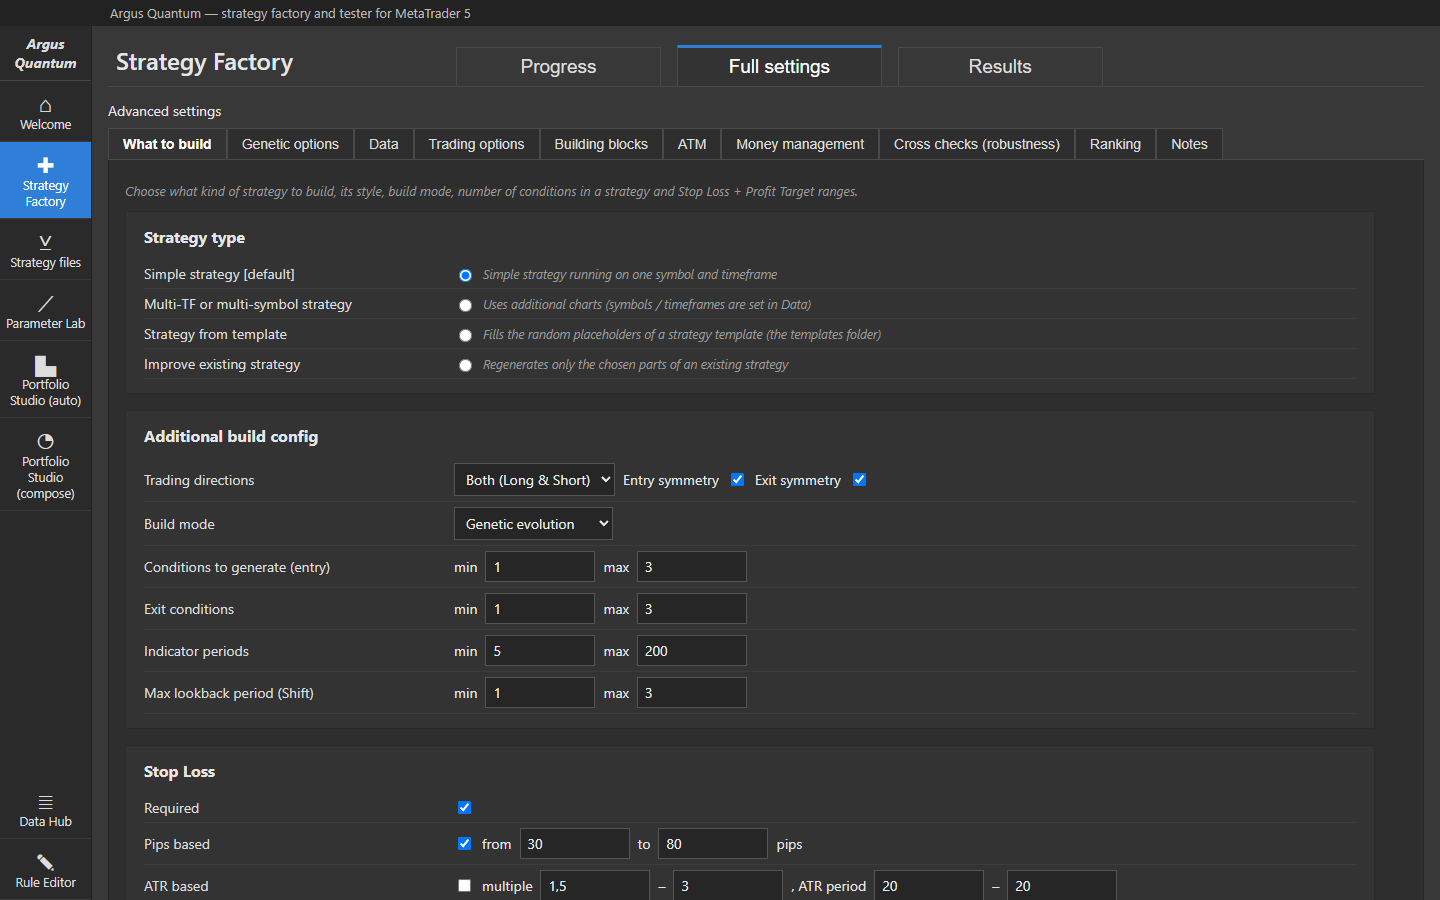 Argus Quantum — strategy factory and tester for MetaTrader 5
Argus
Quantum
Welcome
Strategy
Factory
Strategy files
Parameter Lab
Portfolio
Studio (auto)
Portfolio
Studio
(compose)
Data Hub
Rule Editor
Strategy Factory
Progress
Full settings
Results
Advanced settings
What to build
Genetic options
Data
Trading options
Building blocks
ATM
Money management
Cross checks (robustness)
Ranking
Notes
Choose what kind of strategy to build, its style, build mode, number of conditions in a strategy and Stop Loss + Profit Target ranges.
Strategy type
Simple strategy [default] Simple strategy running on one symbol and timeframe
Multi-TF or multi-symbol strategy Uses additional charts (symbols / timeframes are set in Data)
Strategy from template Fills the random placeholders of a strategy template (the templates folder)
Improve existing strategy Regenerates only the chosen parts of an existing strategy
Additional build config
Trading directions Both (Long & Short) Entry symmetry Exit symmetry
Build mode Genetic evolution
Conditions to generate (entry) min 1 max 3
Exit conditions min 1 max 3
Indicator periods min 5 max 200
Max lookback period (Shift) min 1 max 3
Stop Loss
Required
Pips based from 30 to 80 pips
ATR based multiple 1,5 – 3 , ATR period 20 – 20